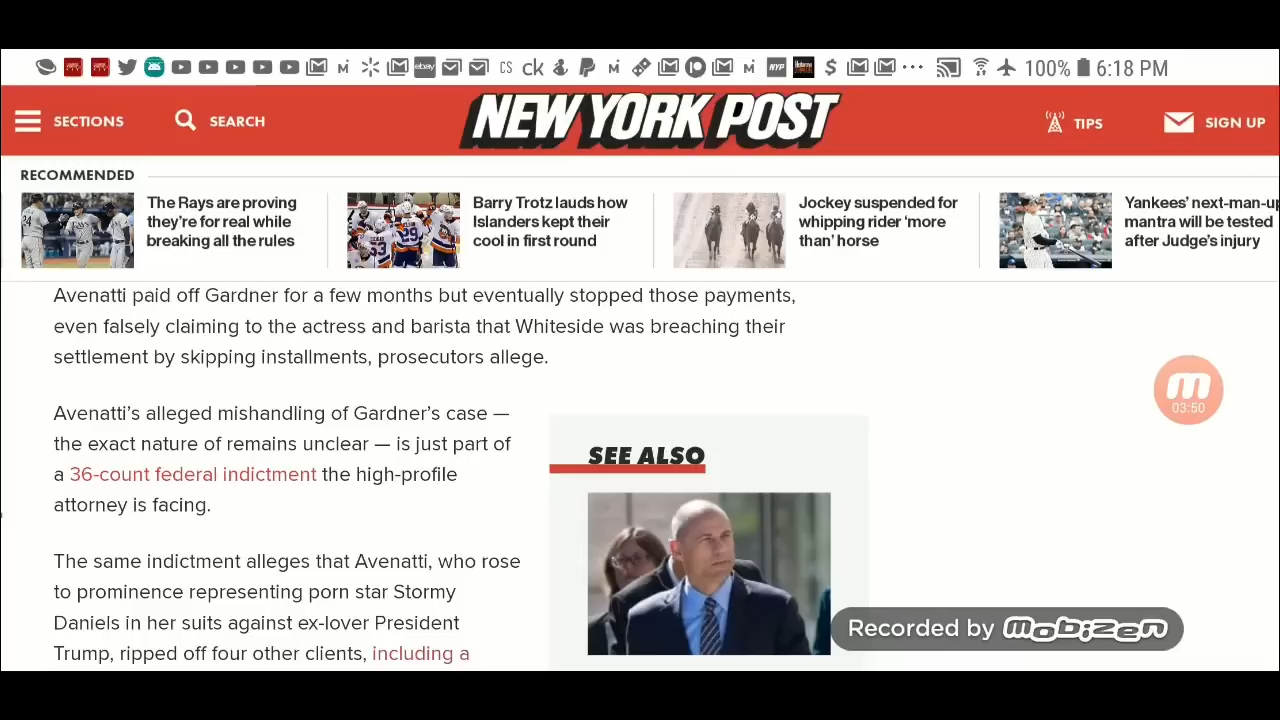 CS ck NYP $ ... 100% 6:18 PM
SECTIONS SEARCH NEW YORK POST TIPS SIGN UP
RECOMMENDED
The Rays are proving
they're for real while
breaking all the rules
Barry Trotz lauds how
Islanders kept their
cool in first round
Jockey suspended for
whipping rider 'more
than' horse
Yankees' next-man-up
mantra will be tested
after Judge's injury
Avenatti paid off Gardner for a few months but eventually stopped those payments,
even falsely claiming to the actress and barista that Whiteside was breaching their
settlement by skipping installments, prosecutors allege.
Avenatti's alleged mishandling of Gardner's case —
the exact nature of remains unclear — is just part of
a 36-count federal indictment the high-profile
attorney is facing.
SEE ALSO
The same indictment alleges that Avenatti, who rose
to prominence representing porn star Stormy
Daniels in her suits against ex-lover President
Trump, ripped off four other clients, including a
03:50
Recorded by mobizen